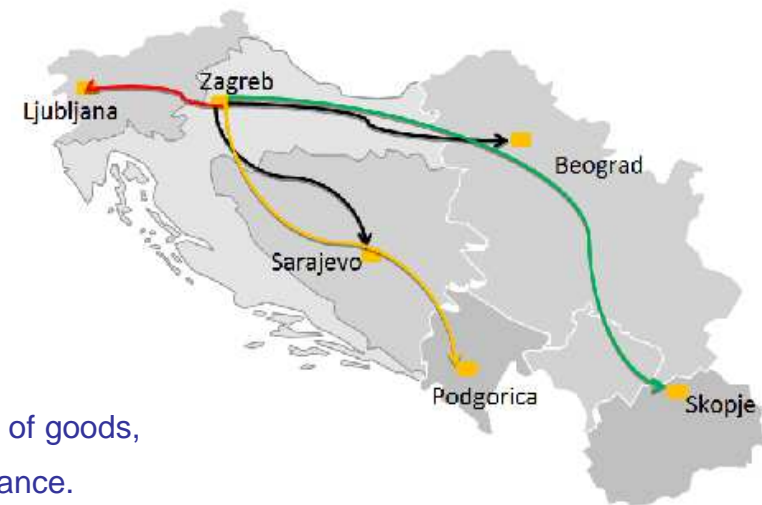 Zagreb
Ljubljana
Beograd
Sarajevo
Podgorica
Skopje
of goods,
ance.